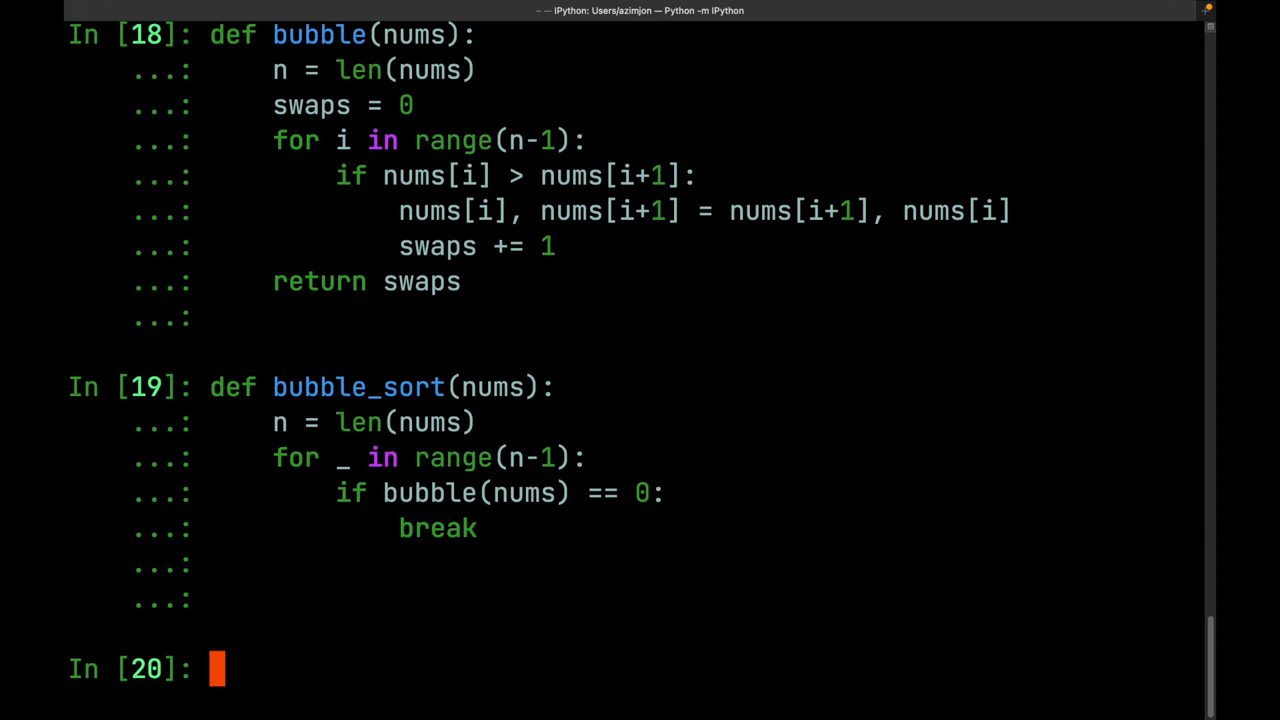 ~ — IPython: Users/azimjon — Python -m IPython
In [18]: def bubble(nums):
    ...:     n = len(nums)
    ...:     swaps = 0
    ...:     for i in range(n-1):
    ...:         if nums[i] > nums[i+1]:
    ...:             nums[i], nums[i+1] = nums[i+1], nums[i]
    ...:             swaps += 1
    ...:     return swaps
    ...:
In [19]: def bubble_sort(nums):
    ...:     n = len(nums)
    ...:     for _ in range(n-1):
    ...:         if bubble(nums) == 0:
    ...:             break
    ...:
    ...:
In [20]: